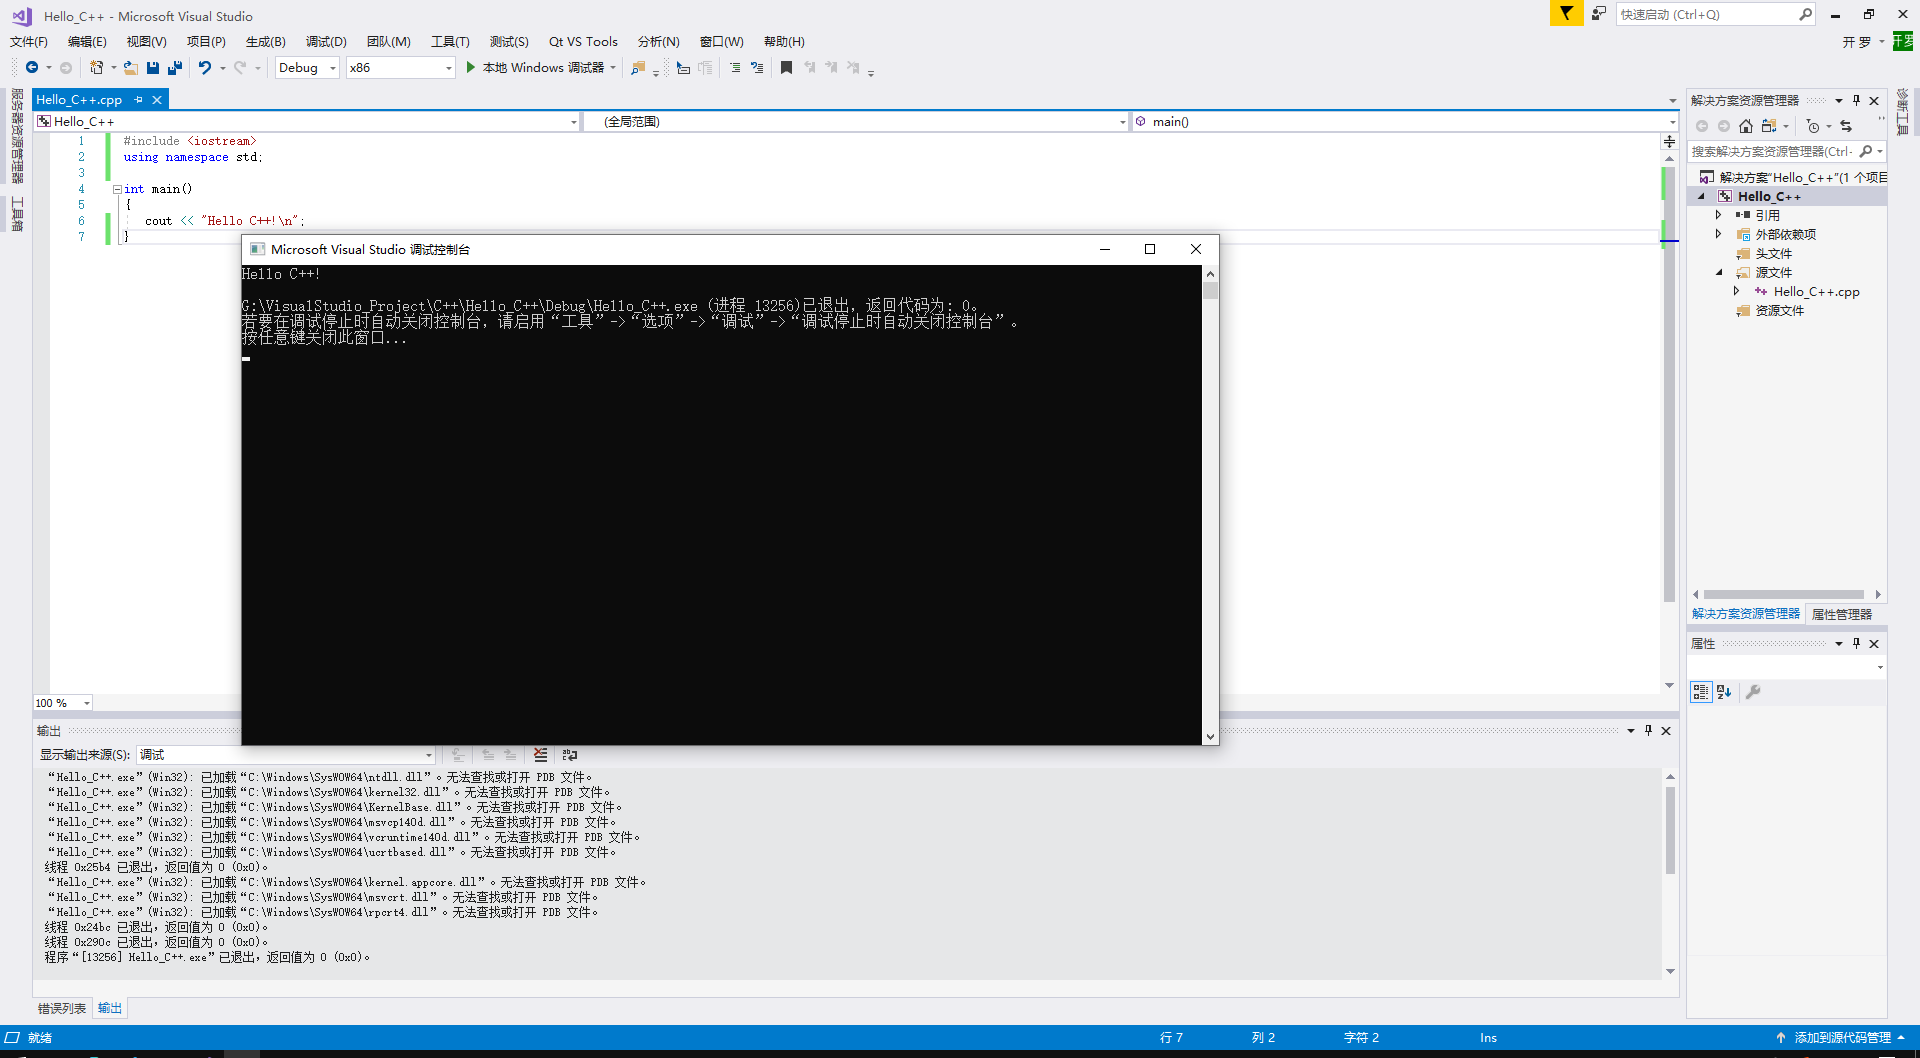 Hello_C++ - Microsoft Visual Studio
快速启动 (Ctrl+Q)
文件(F) 编辑(E) 视图(V) 项目(P) 生成(B) 调试(D) 团队(M) 工具(T) 测试(S) Qt VS Tools 分析(N) 窗口(W) 帮助(H)
开 罗 开罗
Debug x86 本地 Windows 调试器
服务器资源管理器
工具箱
Hello_C++.cpp
Hello_C++ (全局范围) main()
1 #include <iostream>
2 using namespace std;
3
4 int main()
5 {
6 cout << "Hello C++!\n";
7 }
Microsoft Visual Studio 调试控制台
Hello C++!
G:\VisualStudio_Project\C++\Hello_C++\Debug\Hello_C++.exe (进程 13256)已退出，返回代码为: 0。
若要在调试停止时自动关闭控制台，请启用“工具”->“选项”->“调试”->“调试停止时自动关闭控制台”。
按任意键关闭此窗口...
100 %
输出
显示输出来源(S): 调试
“Hello_C++.exe”(Win32): 已加载“C:\Windows\SysWOW64\ntdll.dll”。无法查找或打开 PDB 文件。
“Hello_C++.exe”(Win32): 已加载“C:\Windows\SysWOW64\kernel32.dll”。无法查找或打开 PDB 文件。
“Hello_C++.exe”(Win32): 已加载“C:\Windows\SysWOW64\KernelBase.dll”。无法查找或打开 PDB 文件。
“Hello_C++.exe”(Win32): 已加载“C:\Windows\SysWOW64\msvcp140d.dll”。无法查找或打开 PDB 文件。
“Hello_C++.exe”(Win32): 已加载“C:\Windows\SysWOW64\vcruntime140d.dll”。无法查找或打开 PDB 文件。
“Hello_C++.exe”(Win32): 已加载“C:\Windows\SysWOW64\ucrtbased.dll”。无法查找或打开 PDB 文件。
线程 0x25b4 已退出，返回值为 0 (0x0)。
“Hello_C++.exe”(Win32): 已加载“C:\Windows\SysWOW64\kernel.appcore.dll”。无法查找或打开 PDB 文件。
“Hello_C++.exe”(Win32): 已加载“C:\Windows\SysWOW64\msvcrt.dll”。无法查找或打开 PDB 文件。
“Hello_C++.exe”(Win32): 已加载“C:\Windows\SysWOW64\rpcrt4.dll”。无法查找或打开 PDB 文件。
线程 0x24bc 已退出，返回值为 0 (0x0)。
线程 0x290c 已退出，返回值为 0 (0x0)。
程序“[13256] Hello_C++.exe”已退出，返回值为 0 (0x0)。
错误列表 输出
解决方案资源管理器
搜索解决方案资源管理器(Ctrl-
解决方案“Hello_C++”(1 个项目
Hello_C++
引用
外部依赖项
头文件
源文件
Hello_C++.cpp
资源文件
解决方案资源管理器 属性管理器
属性
诊断工具
就绪 行 7 列 2 字符 2 Ins 添加到源代码管理